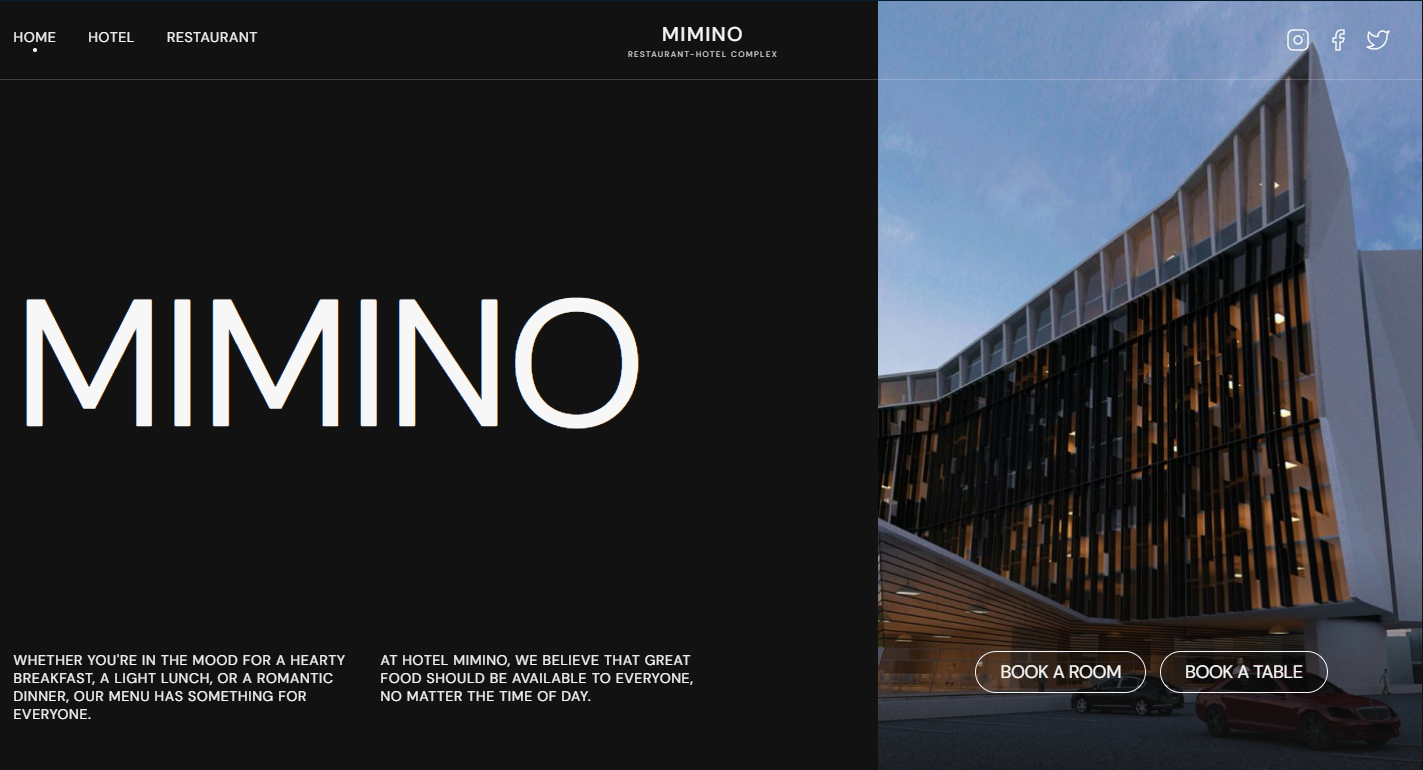 HOME HOTEL RESTAURANT
MIMINO
RESTAURANT-HOTEL COMPLEX
MIMINO
WHETHER YOU'RE IN THE MOOD FOR A HEARTY
BREAKFAST, A LIGHT LUNCH, OR A ROMANTIC
DINNER, OUR MENU HAS SOMETHING FOR
EVERYONE.
AT HOTEL MIMINO, WE BELIEVE THAT GREAT
FOOD SHOULD BE AVAILABLE TO EVERYONE,
NO MATTER THE TIME OF DAY.
BOOK A ROOM BOOK A TABLE